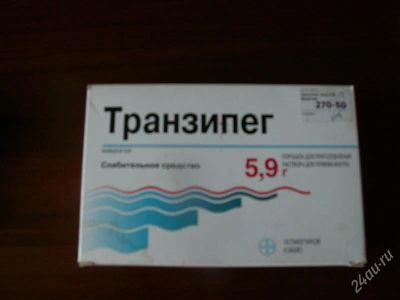 270-50
Транзипег
макрогол
Слабительное средство
5,9 г
ПОРОШОК ДЛЯ ПРИГОТОВЛЕНИЯ
РАСТВОРА ДЛЯ ПРИЕМА ВНУТРЬ
24au.ru